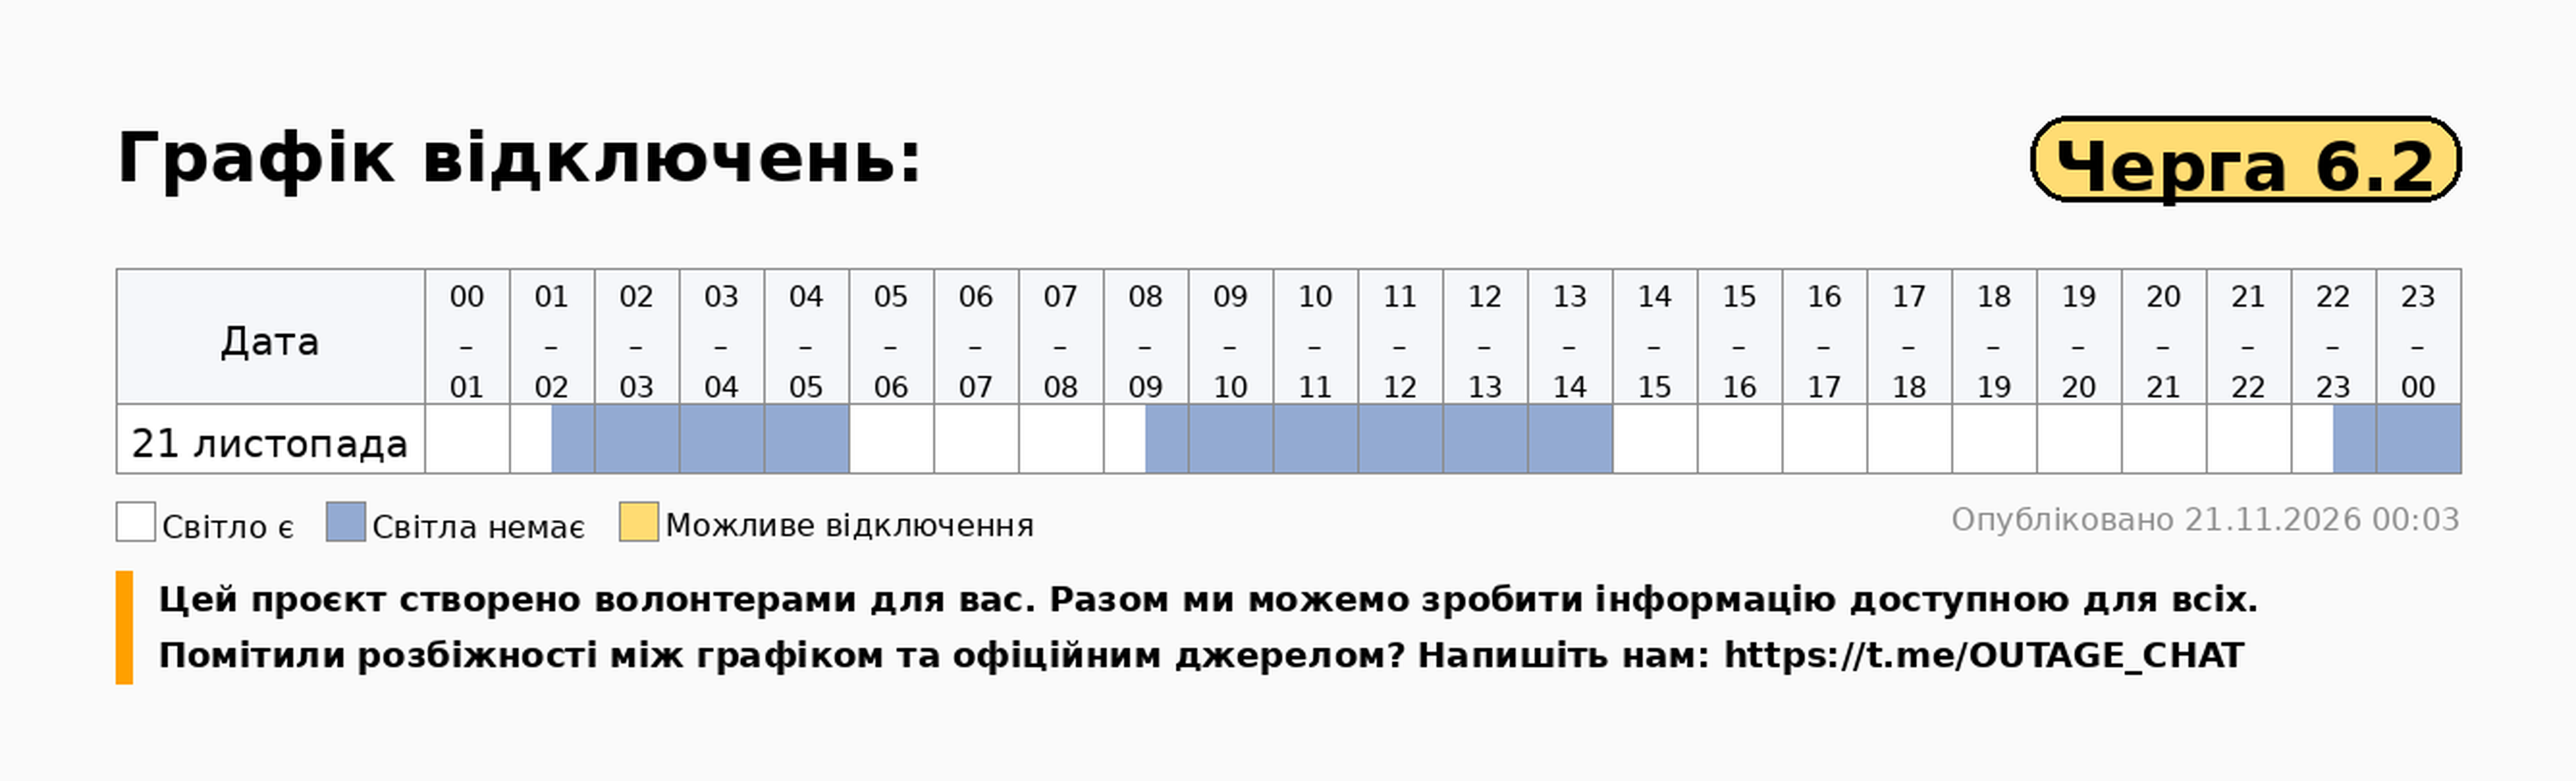 Графік відключень:
Черга 6.2
Дата
00 – 01
01 – 02
02 – 03
03 – 04
04 – 05
05 – 06
06 – 07
07 – 08
08 – 09
09 – 10
10 – 11
11 – 12
12 – 13
13 – 14
14 – 15
15 – 16
16 – 17
17 – 18
18 – 19
19 – 20
20 – 21
21 – 22
22 – 23
23 – 00
21 листопада
Світло є
Світла немає
Можливе відключення
Опубліковано 21.11.2026 00:03
Цей проєкт створено волонтерами для вас. Разом ми можемо зробити інформацію доступною для всіх.
Помітили розбіжності між графіком та офіційним джерелом? Напишіть нам: https://t.me/OUTAGE_CHAT